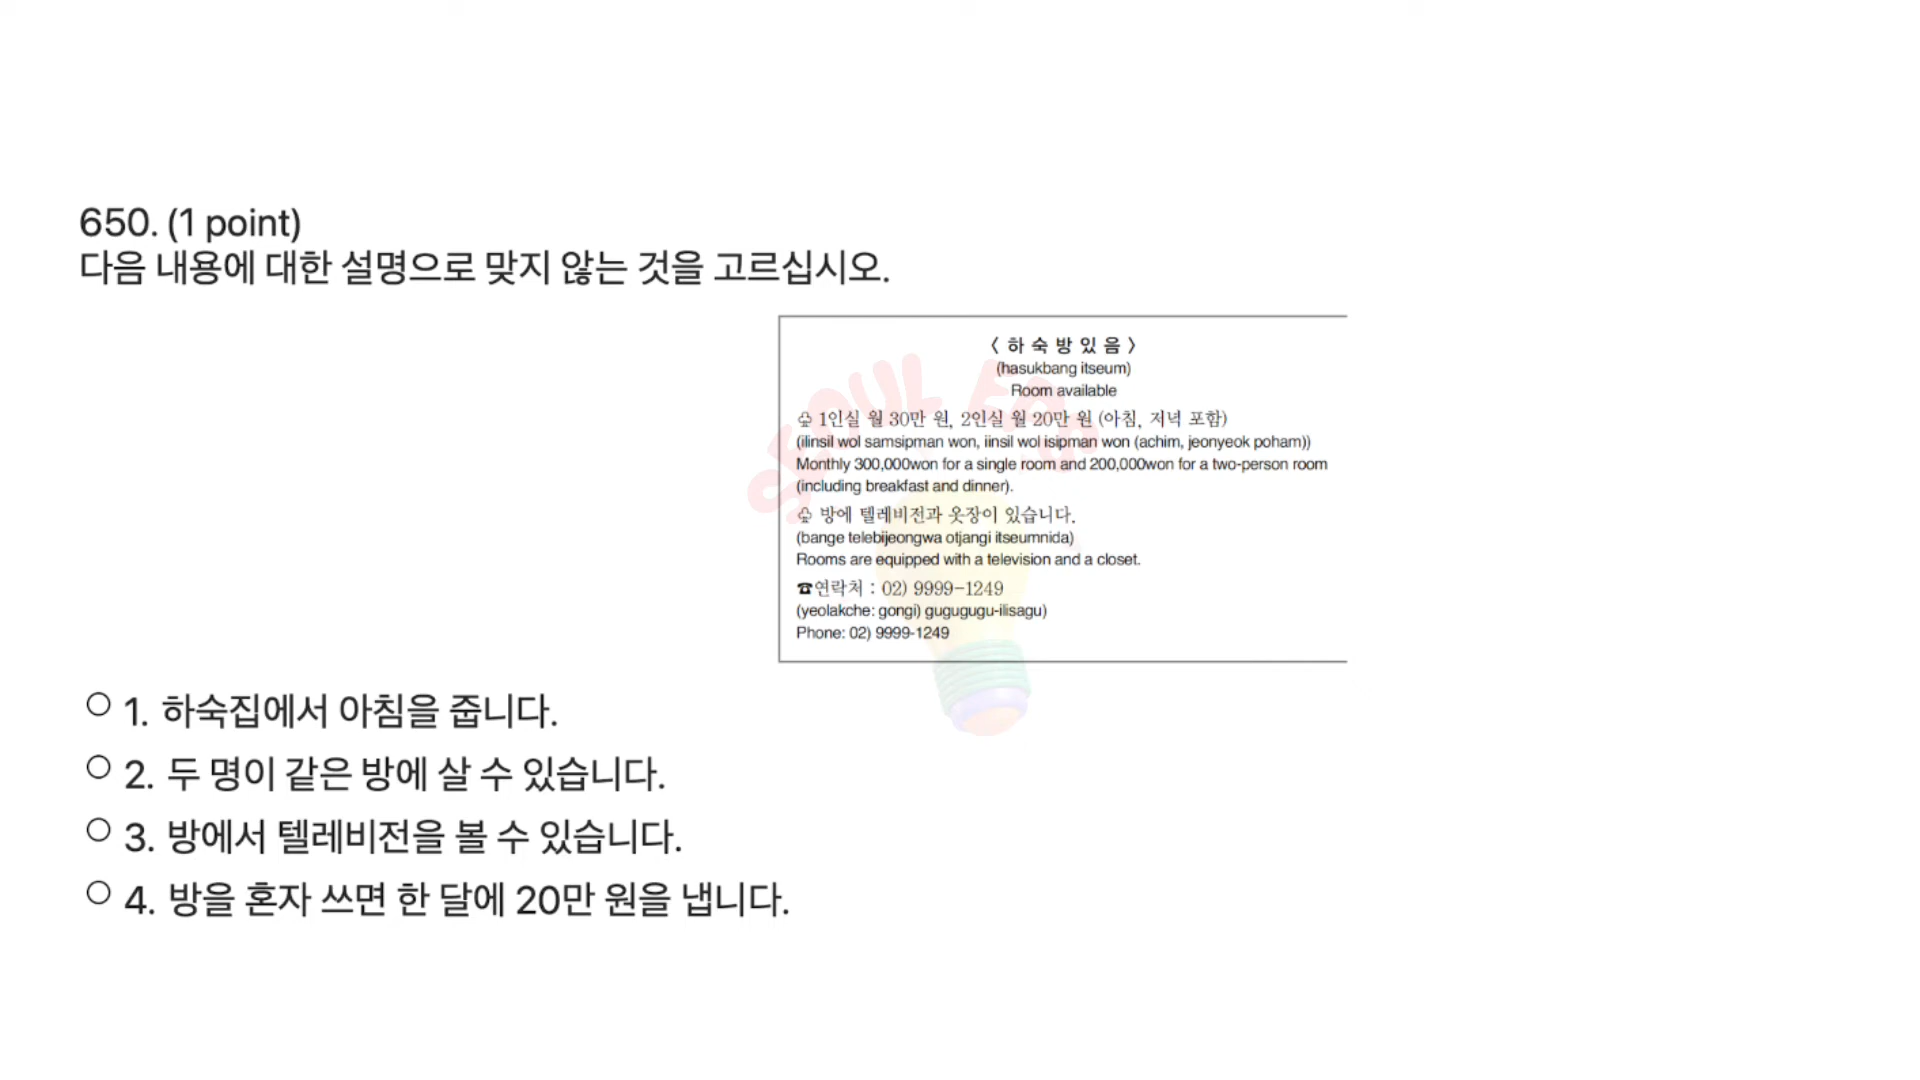 650. (1 point)
다음 내용에 대한 설명으로 맞지 않는 것을 고르십시오.
〈 하 숙 방 있 음 〉
(hasukbang itseum)
Room available
♧ 1인실 월 30만 원, 2인실 월 20만 원 (아침, 저녁 포함)
(ilinsil wol samsipman won, iinsil wol isipman won (achim, jeonyeok poham))
Monthly 300,000won for a single room and 200,000won for a two-person room
(including breakfast and dinner).
♧ 방에 텔레비전과 옷장이 있습니다.
(bange telebijeongwa otjangi itseumnida)
Rooms are equipped with a television and a closet.
☎연락처 : 02) 9999-1249
(yeolakche: gongi) gugugugu-ilisagu)
Phone: 02) 9999-1249
SEOUL EPS
1. 하숙집에서 아침을 줍니다.
2. 두 명이 같은 방에 살 수 있습니다.
3. 방에서 텔레비전을 볼 수 있습니다.
4. 방을 혼자 쓰면 한 달에 20만 원을 냅니다.